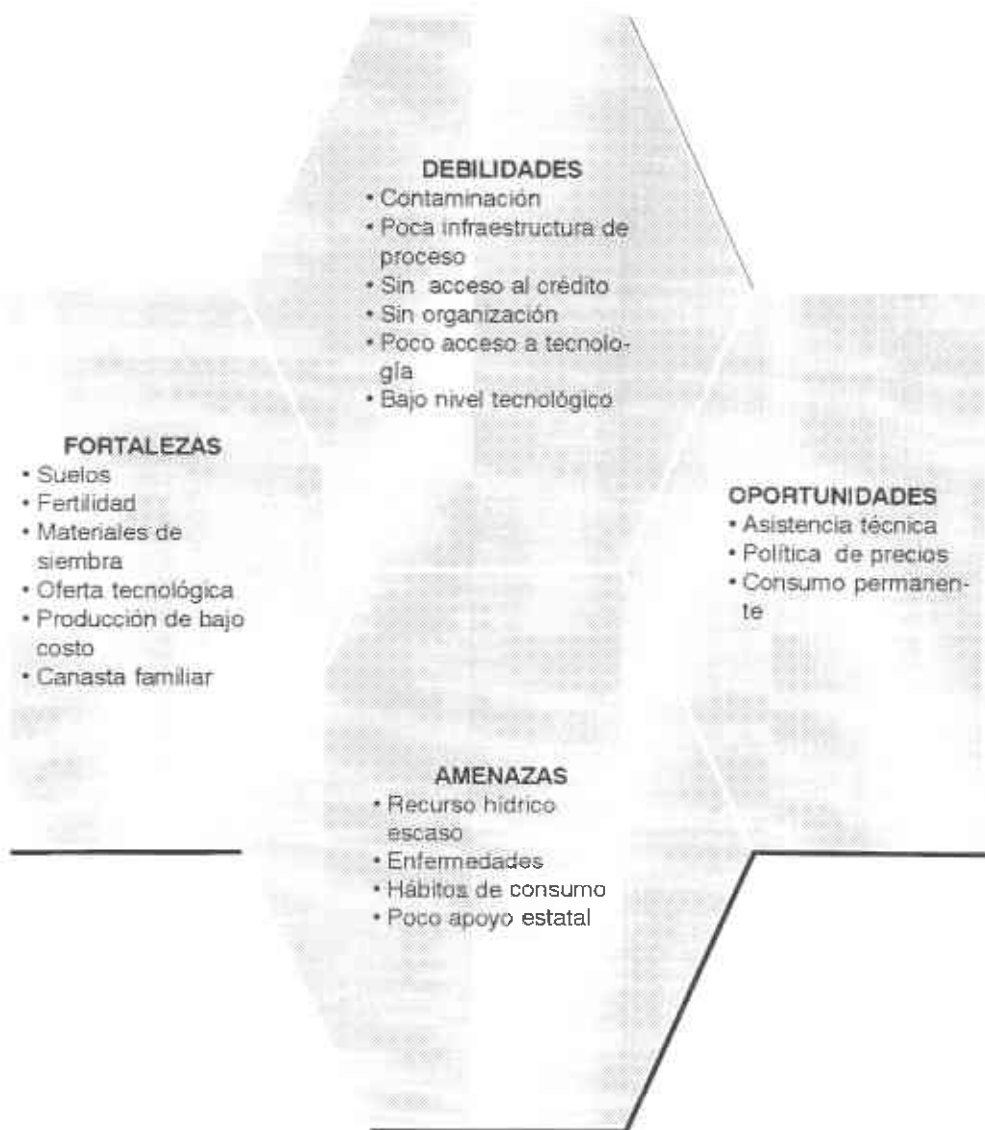 DEBILIDADES
• Contaminación
• Poca infraestructura de
proceso
• Sin acceso al crédito
• Sin organización
• Poco acceso a tecnolo-
gía
• Bajo nivel tecnológico
FORTALEZAS
• Suelos
• Fertilidad
• Materiales de
siembra
• Oferta tecnológica
• Producción de bajo
costo
• Canasta familiar
OPORTUNIDADES
• Asistencia técnica
• Política de precios
• Consumo permanen-
te
AMENAZAS
• Recurso hídrico
escaso
• Enfermedades
• Hábitos de consumo
• Poco apoyo estatal